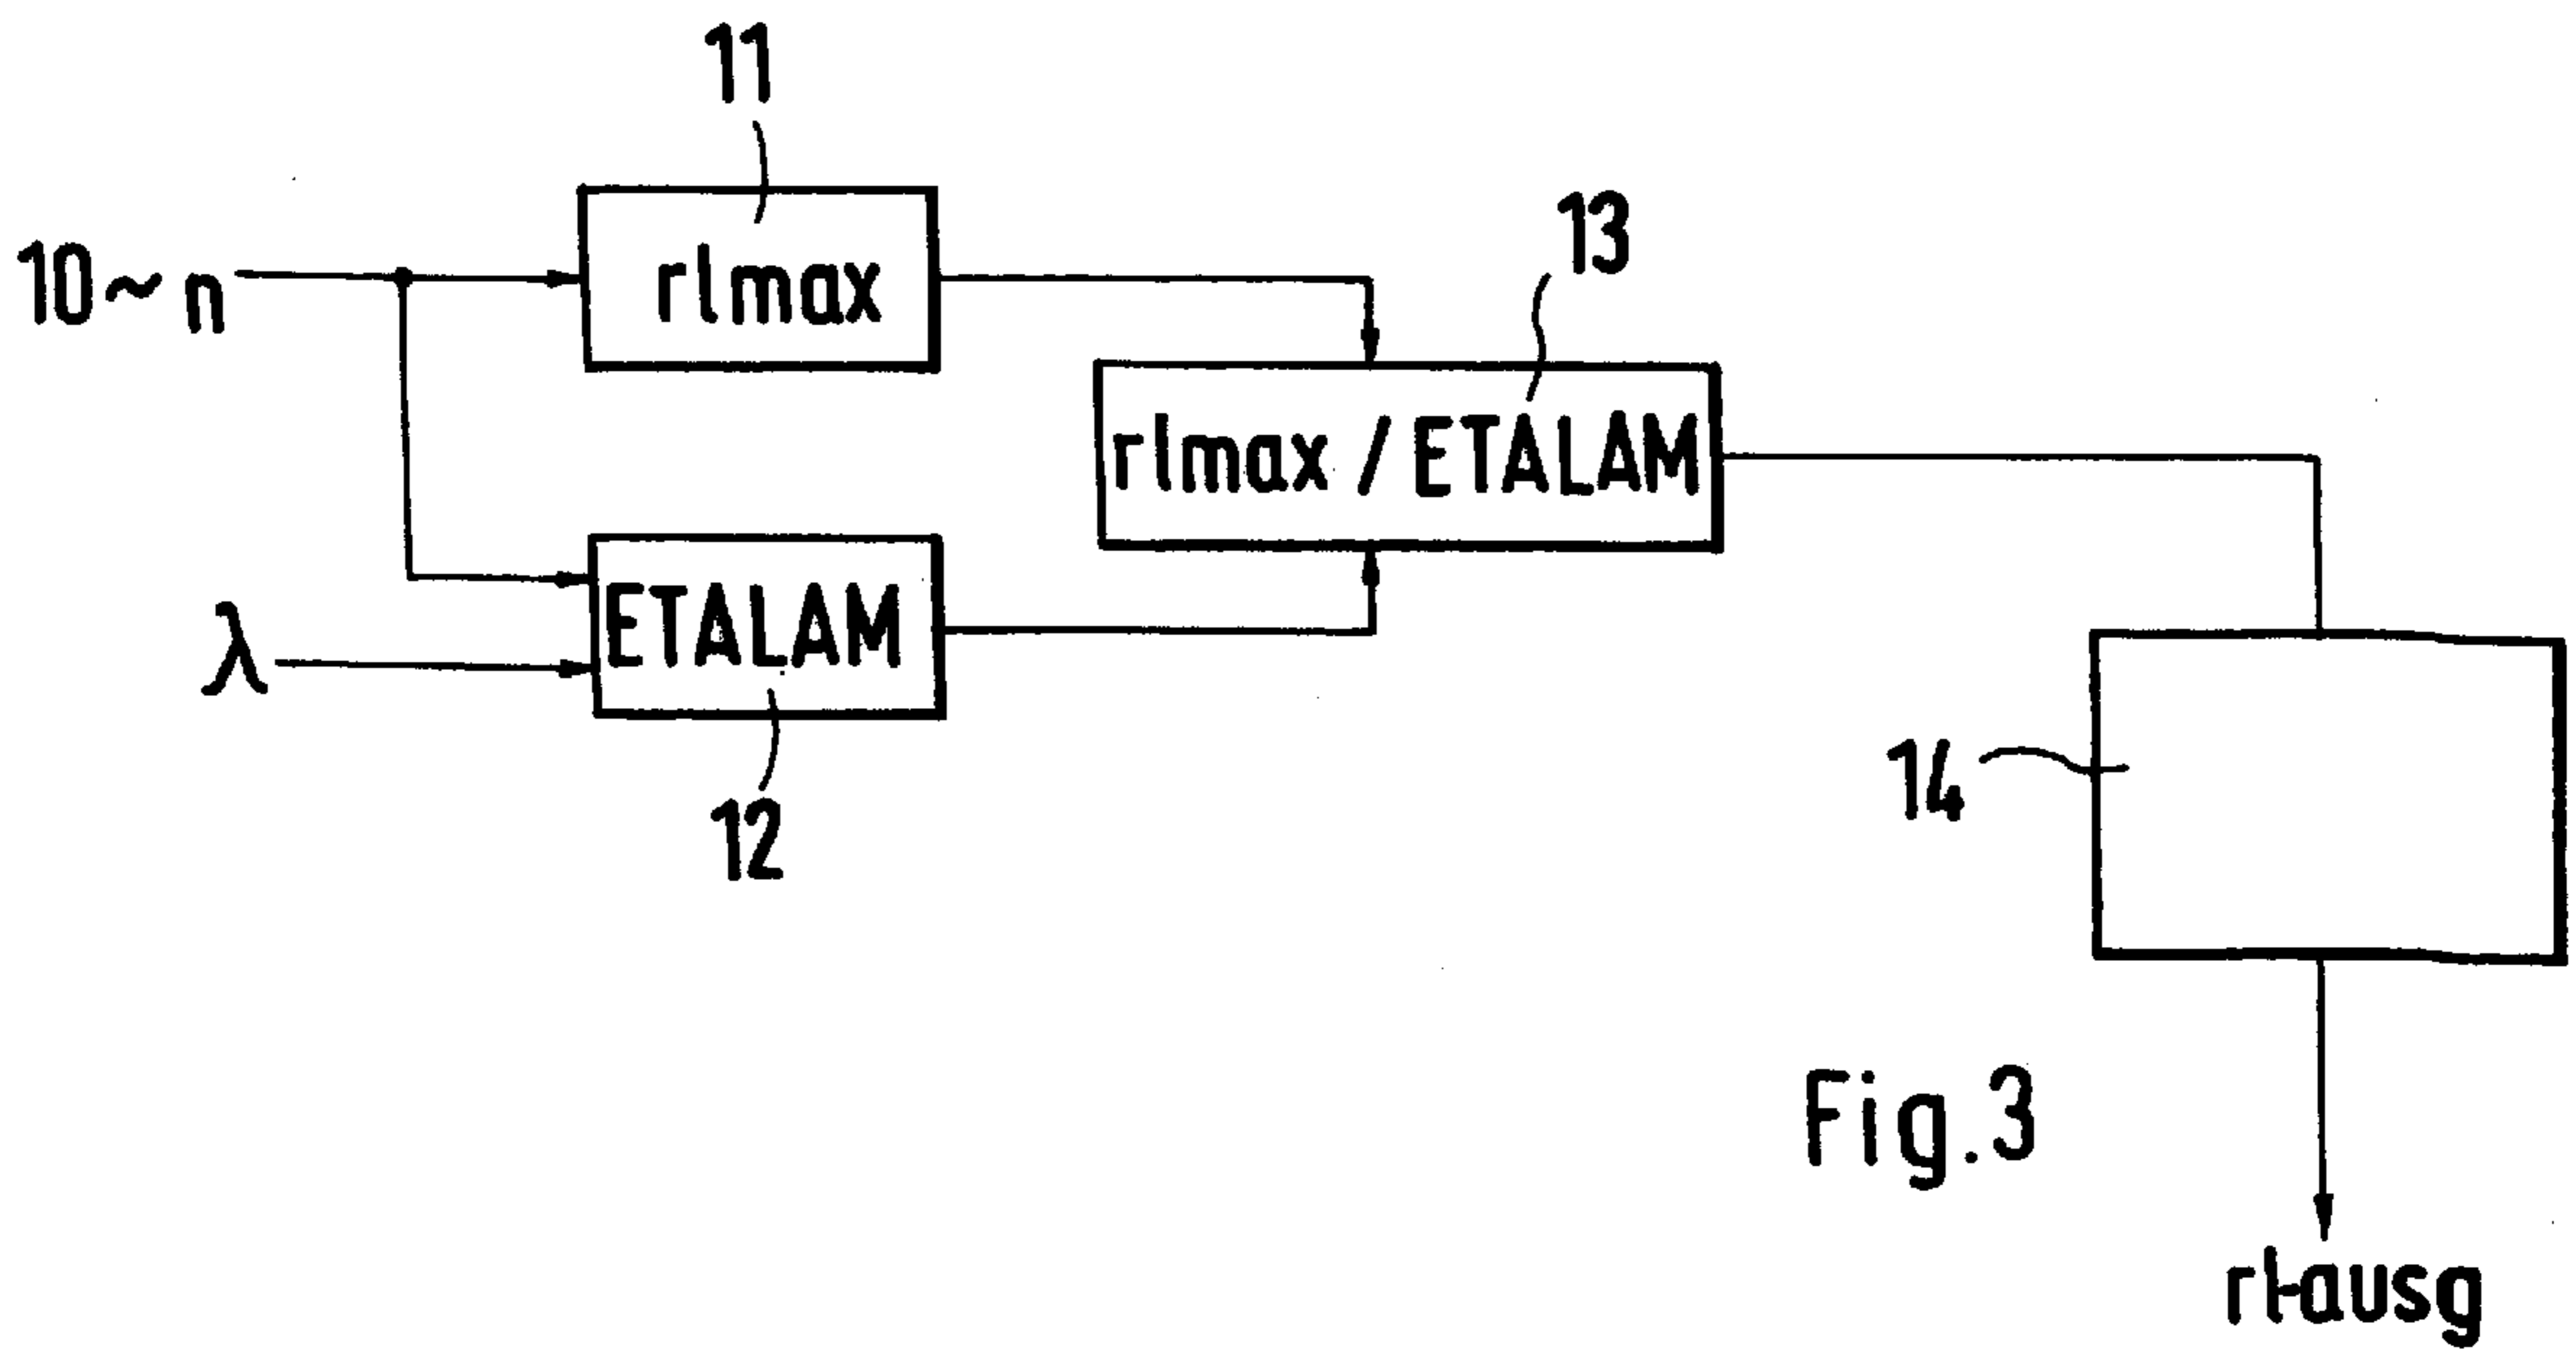 11
rlmax
10~n
13
rlmax / ETALAM
ETALAM
λ
12
14
Fig.3
rl-ausg